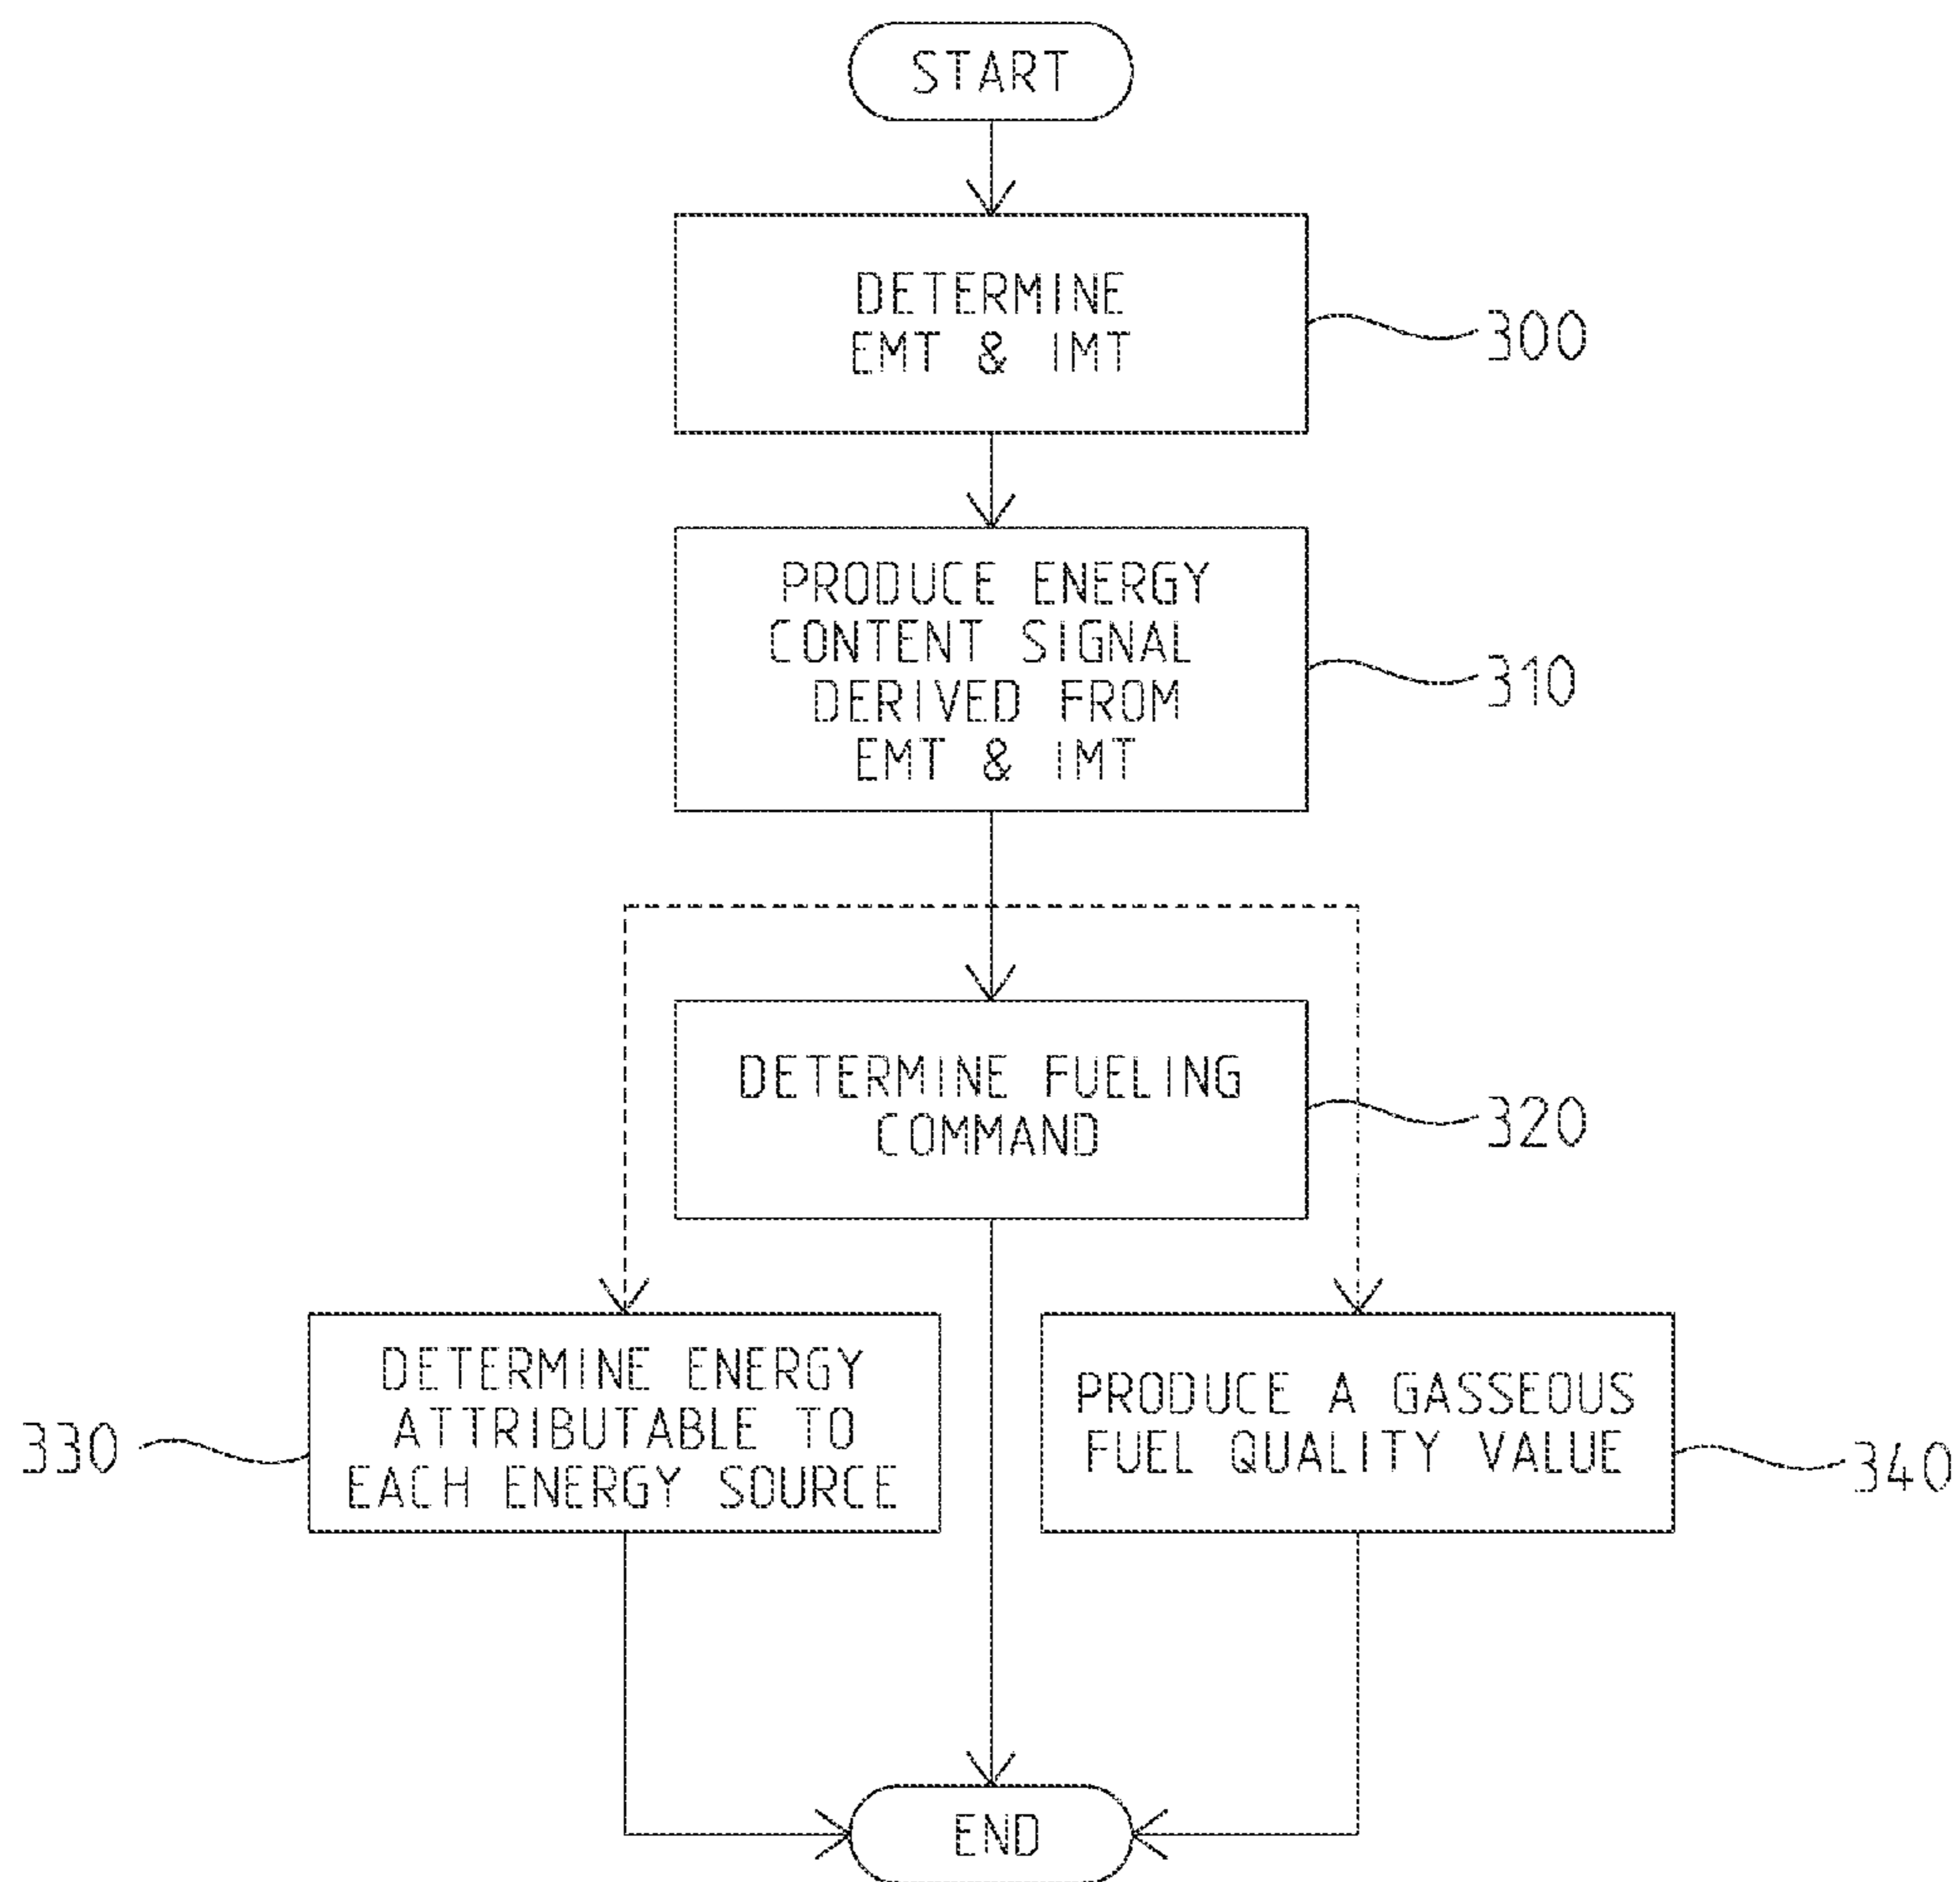 START
DETERMINE
EMT & IMT
300
PRODUCE ENERGY
CONTENT SIGNAL
DERIVED FROM
EMT & IMT
310
DETERMINE FUELING
COMMAND
320
DETERMINE ENERGY
ATTRIBUTABLE TO
EACH ENERGY SOURCE
330
PRODUCE A GASSEOUS
FUEL QUALITY VALUE
340
END